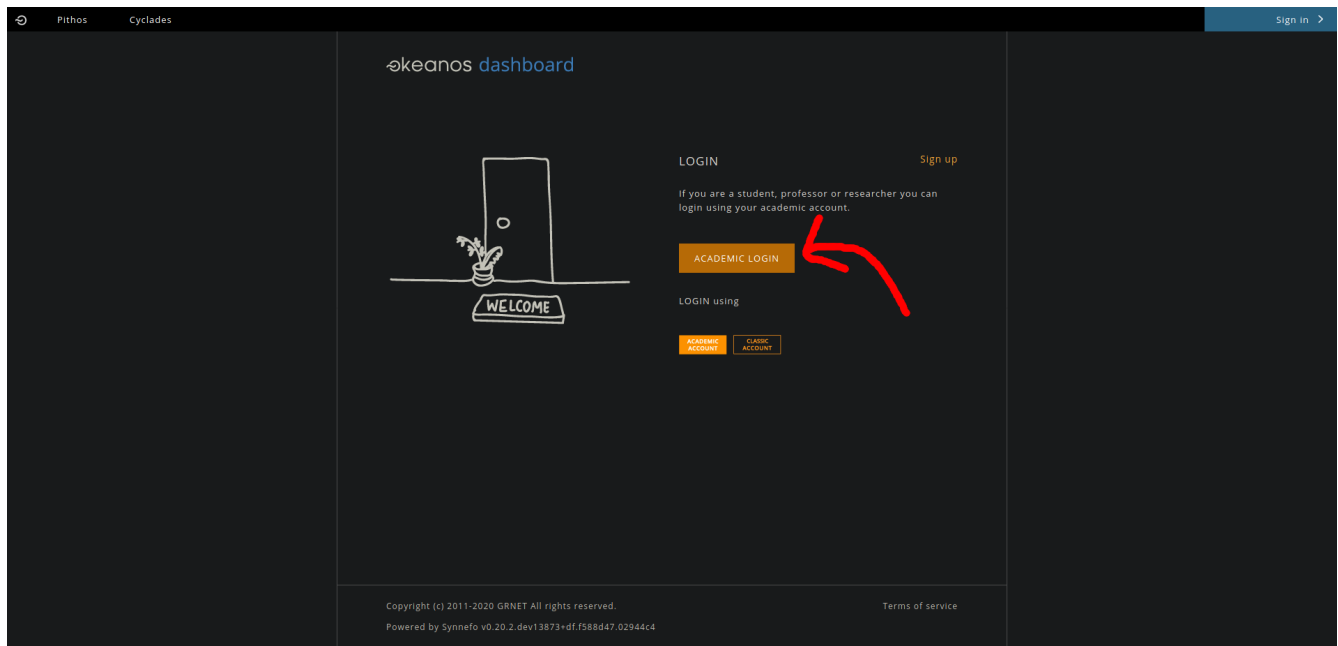 Pithos Cyclades Sign in
okeanos dashboard
LOGIN Sign up
If you are a student, professor or researcher you can
login using your academic account.
ACADEMIC LOGIN
WELCOME
LOGIN using
ACADEMIC ACCOUNT
CLASSIC ACCOUNT
Copyright (c) 2011-2020 GRNET All rights reserved. Terms of service
Powered by Synnefo v0.20.2.dev13873+df.f588d47.02944c4